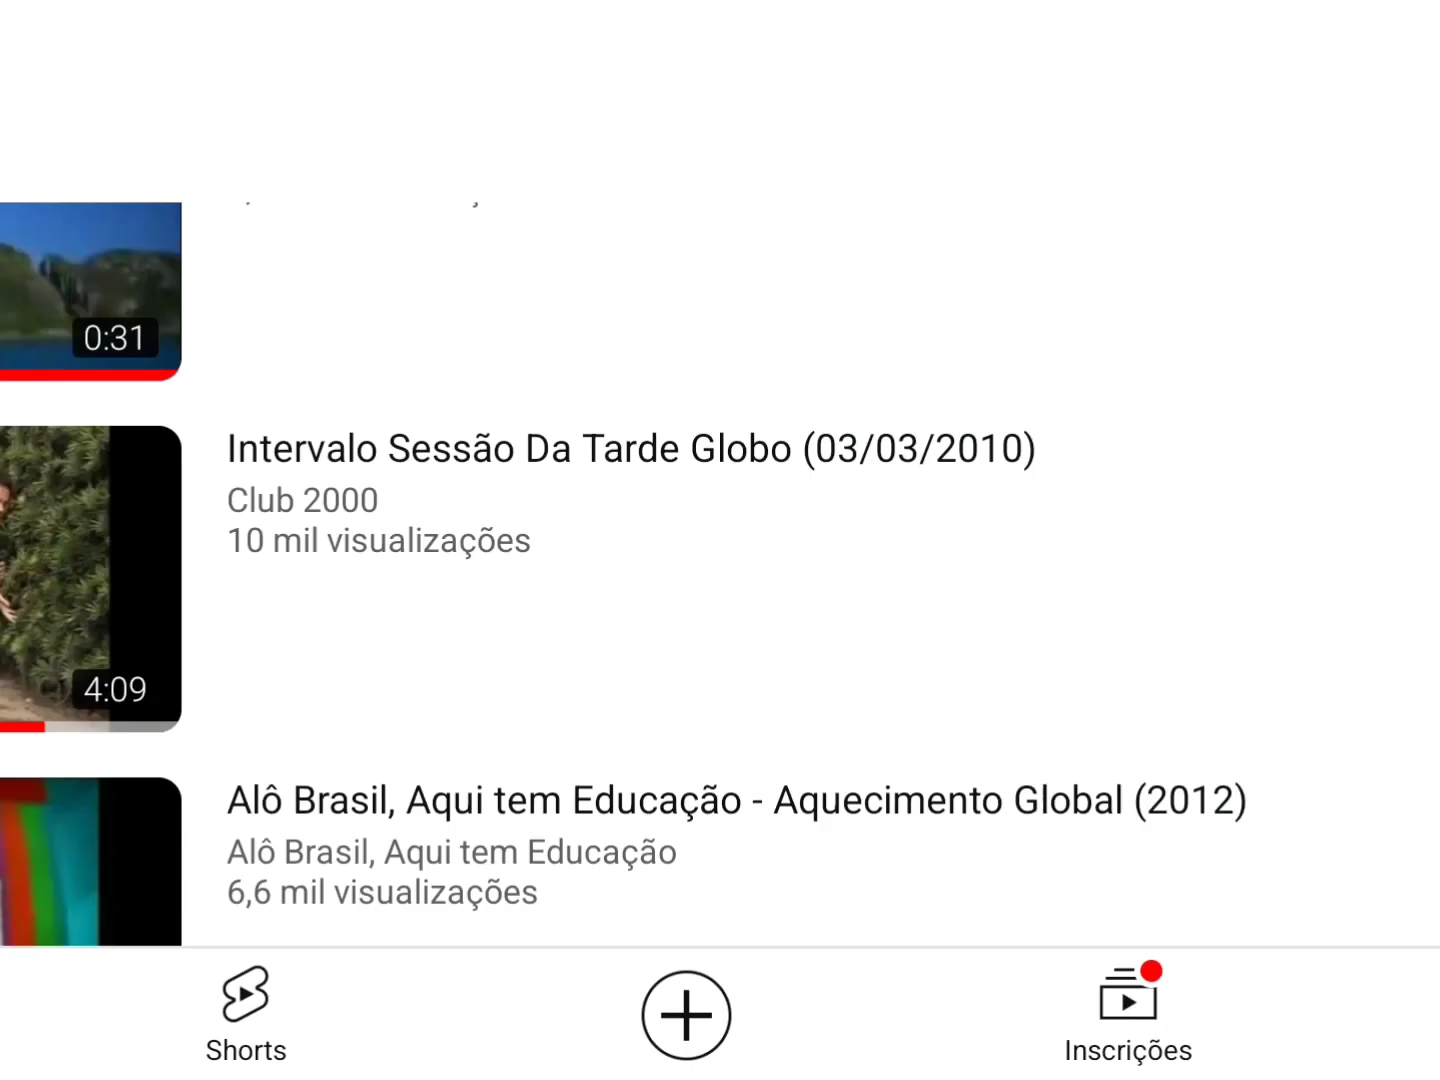 0:31
Intervalo Sessão Da Tarde Globo (03/03/2010)
Club 2000
10 mil visualizações
4:09
Alô Brasil, Aqui tem Educação - Aquecimento Global (2012)
Alô Brasil, Aqui tem Educação
6,6 mil visualizações
Shorts
Inscrições